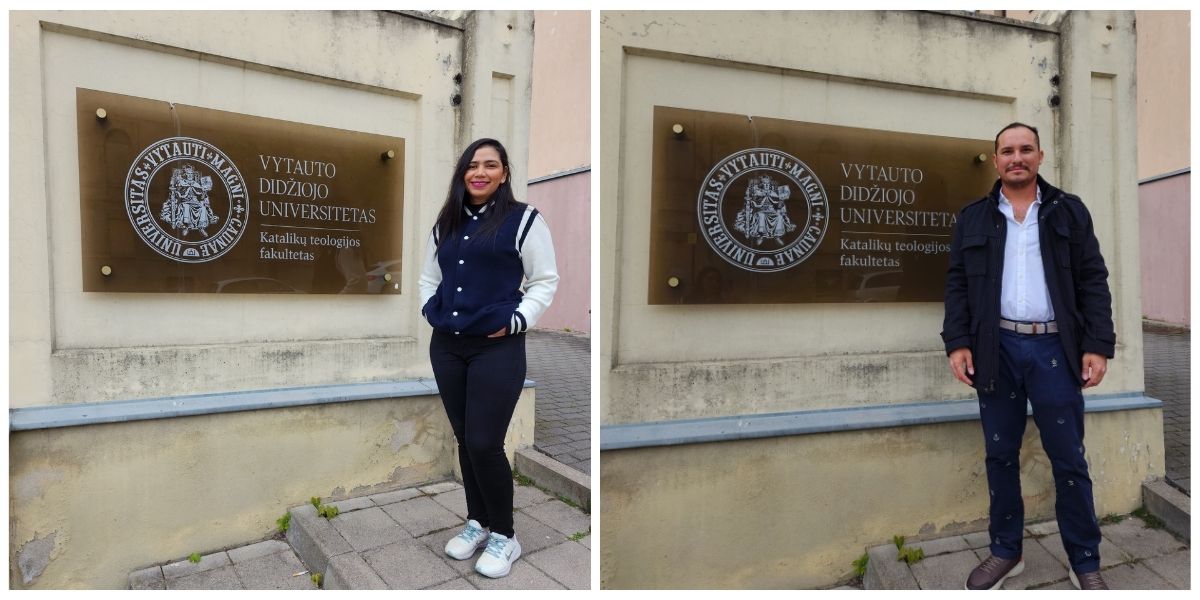 UNIVERSITAS + VYTAUTI + MAGNI + CAUNAE
VYTAUTO
DIDŽIOJO
UNIVERSITETAS
Katalikų teologijos
fakultetas
UNIVERSITAS + VYTAUTI + MAGNI + CAUNAE
VYTAUTO
DIDŽIOJO
UNIVERSITETA
Katalikų teologijos
fakultetas